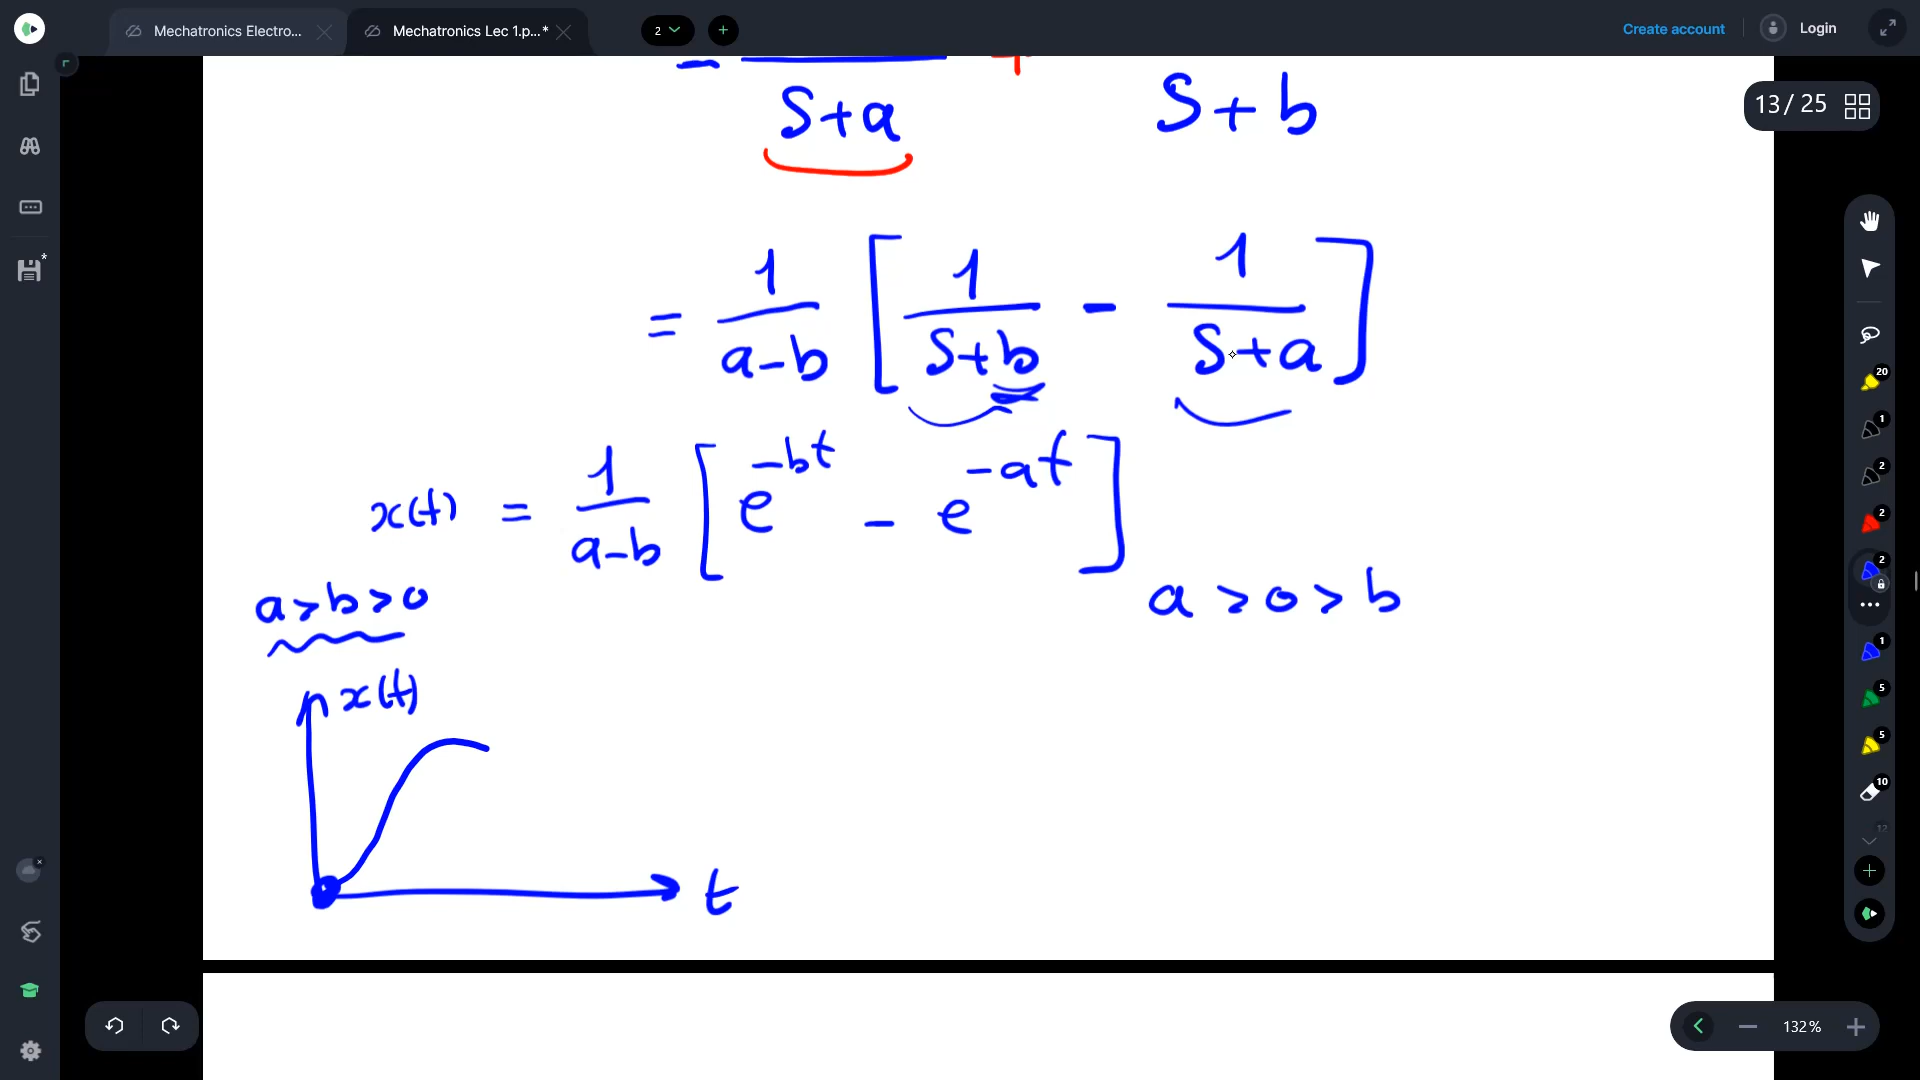 Mechatronics Electro... Mechatronics Lec 1.p...* 2 Create account Login
13 / 25
= +
S+a S+b
= 1/(a-b) [ 1/(S+b) - 1/(S+a) ]
x(t) = 1/(a-b) [ e^-bt - e^-at ]
a>b>0 a>0>b
x(t)
t
20
1
2
2
2
1
5
5
10
12
132%